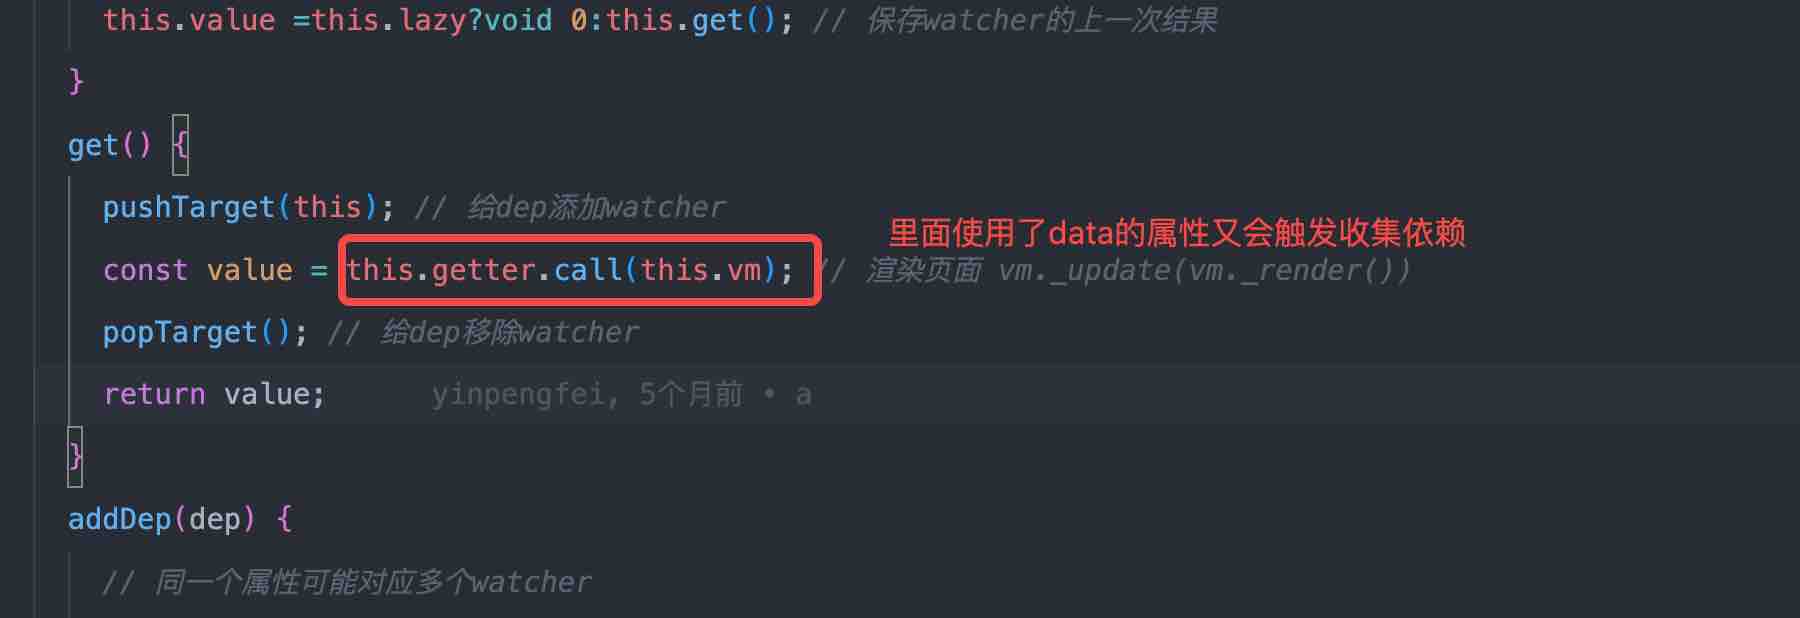 this.value =this.lazy?void 0:this.get(); // 保存watcher的上一次结果
}
get() {
pushTarget(this); // 给dep添加watcher
里面使用了data的属性又会触发收集依赖
const value = this.getter.call(this.vm); // 渲染页面 vm._update(vm._render())
popTarget(); // 给dep移除watcher
return value; yinpengfei, 5个月前 • a
}
addDep(dep) {
// 同一个属性可能对应多个watcher